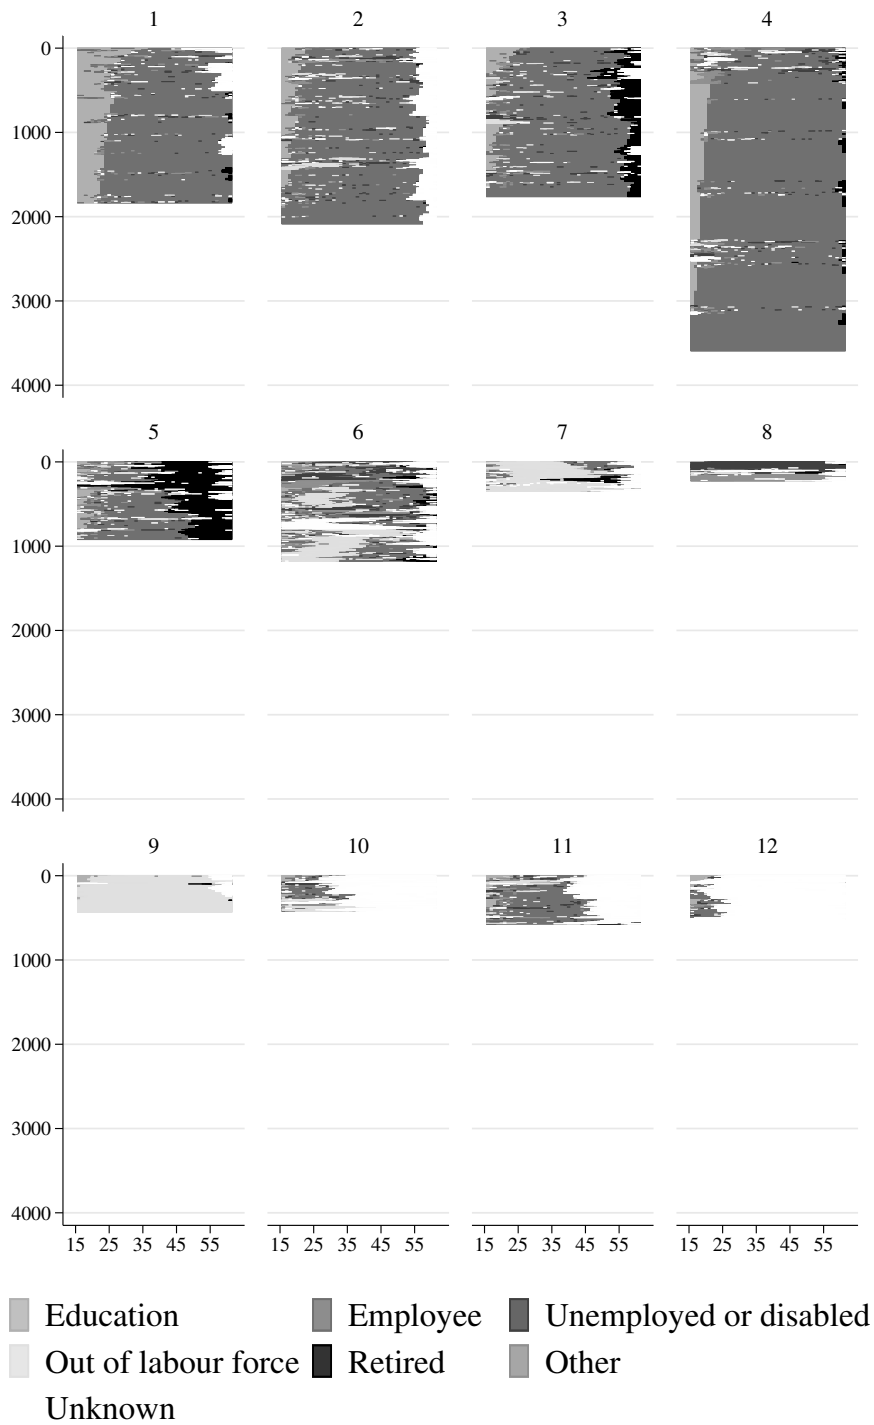 1 2 3 4
0
1000
2000
3000
4000
5 6 7 8
0
1000
2000
3000
4000
9 10 11 12
0
1000
2000
3000
4000
15 25 35 45 55 15 25 35 45 55 15 25 35 45 55 15 25 35 45 55
Education Employee Unemployed or disabled
Out of labour force Retired Other
Unknown